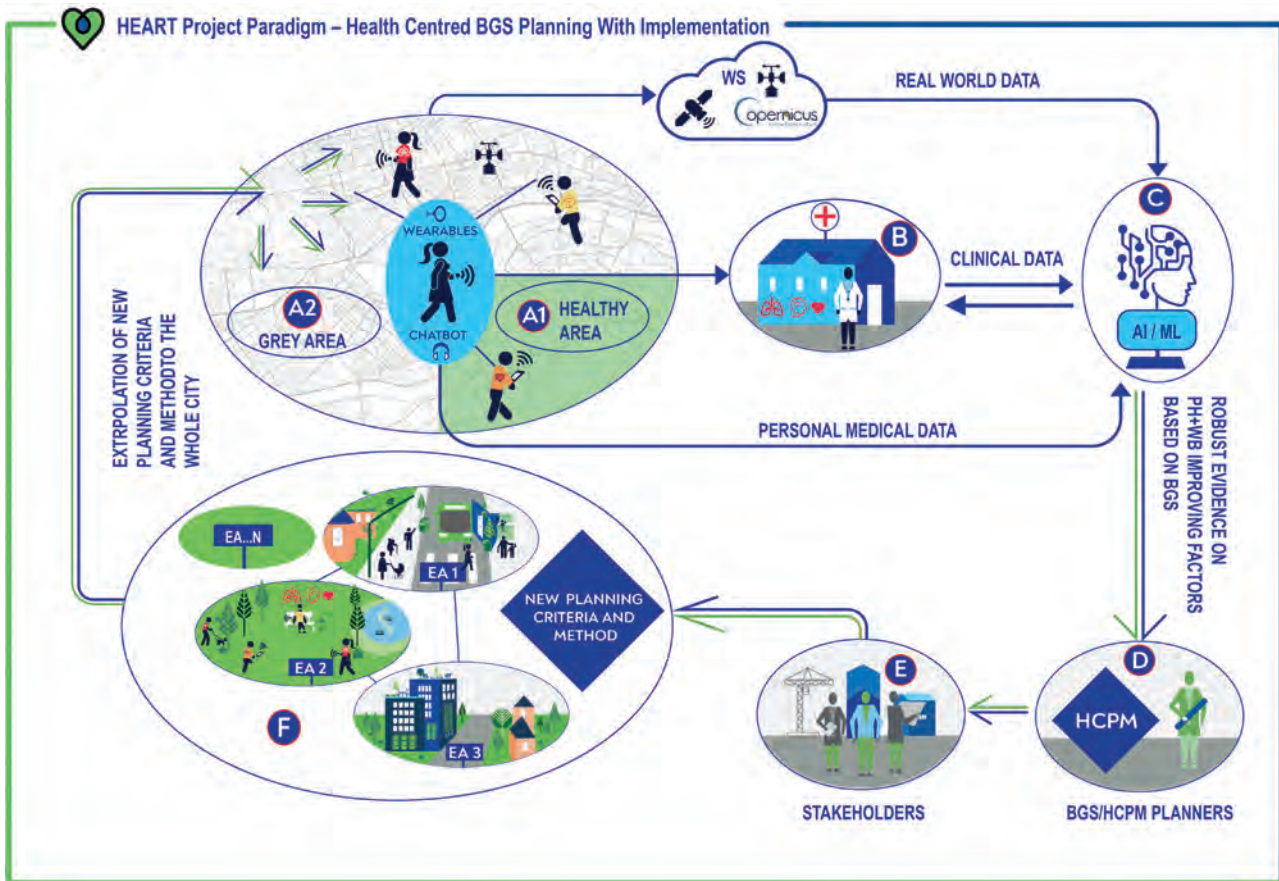 HEART Project Paradigm – Health Centred BGS Planning With Implementation
WS
opernicus
REAL WORLD DATA
WEARABLES
CHATBOT
A2
GREY AREA
A1
HEALTHY
AREA
B
CLINICAL DATA
C
AI / ML
PERSONAL MEDICAL DATA
EXTRPOLATION OF NEW
PLANNING CRITERIA
AND METHODTO THE
WHOLE CITY
ROBUST EVIDENCE ON
PH+WB IMPROVING FACTORS
BASED ON BGS
EA...N
EA 1
EA 2
EA 3
F
NEW PLANNING
CRITERIA AND
METHOD
E
STAKEHOLDERS
D
HCPM
BGS/HCPM PLANNERS